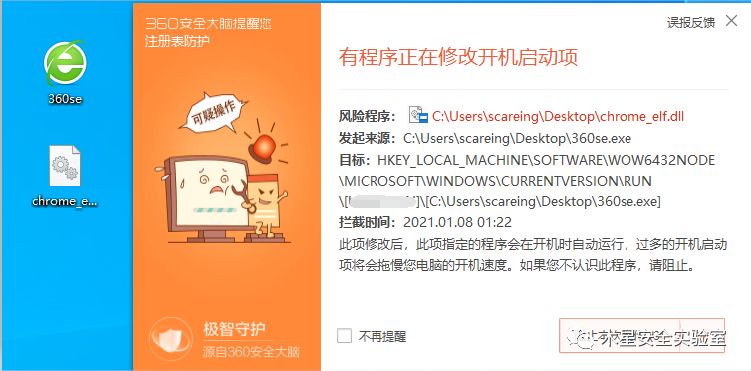 360se
chrome_e...
360安全大脑提醒您
注册表防护
可疑操作
极智守护
源自360安全大脑
误报反馈
有程序正在修改开机启动项
风险程序: C:\Users\scareing\Desktop\chrome_elf.dll
发起来源: C:\Users\scareing\Desktop\360se.exe
目标: HKEY_LOCAL_MACHINE\SOFTWARE\WOW6432NODE
\MICROSOFT\WINDOWS\CURRENTVERSION\RUN
\[ ]\[C:\Users\scareing\Desktop\360se.exe]
拦截时间: 2021.01.08 01:22
此项修改后，此项指定的程序会在开机时自动运行，过多的开机启动
项将会拖慢您电脑的开机速度。如果您不认识此程序，请阻止。
不再提醒
水星安全实验室